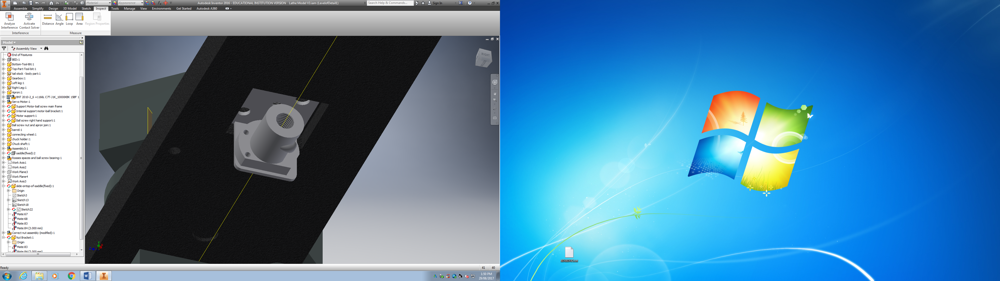 Material
Appearance
Autodesk Inventor 2016 - EDUCATIONAL INSTITUTION VERSION Lathe Model V3.iam (LevelofDetail1)
Search Help & Commands...
Sign In
Assemble Simplify Design 3D Model Sketch Inspect Tools Manage View Environments Get Started Autodesk A360
Analyze Interference
Activate Contact Solver
Distance Angle Loop Area Region Properties
Interference Measure
Model
Assembly View
End of Features
BED:1
Bottom-Tool-Bit:1
Top-Part-Tool-bit:1
tail stock - body part:1
Gearbox:1
Left leg:1
Right Leg:1
Apron:1
BNT 2010-2_6 +1166L C7T-J1K_10000KBK 15BF 1
Servo Motor:1
Support Motor-ball screw main frame
Internal support motor-ball bracket:1
Motor support:1
Ball screw right hand support:1
Ball screw nut and apron join:1
barrel:1
connecting wheel:1
chuck holder:1
Chuck shaft:1
Assembly3:1
saddle(fixed):2
Rosses spaces and ball screw bearing:1
Work Axis1
Work Axis2
Work Plane3
Work Plane4
Work Axis3
slide-ontop-of-saddle(fixed):1
Origin
Sketch3
Sketch13
Sketch18
Sketch22
Mate:67
Mate:68
Mate:83
Mate:84 (3.000 mm)
Correct nut assembly (modified):1
Nut Bracket:1
Origin
Mate:83
Mate:84 (3.000 mm)
RIGHT
Ready
41 40
1:50 PM
29/08/2017
60X60X45.txt